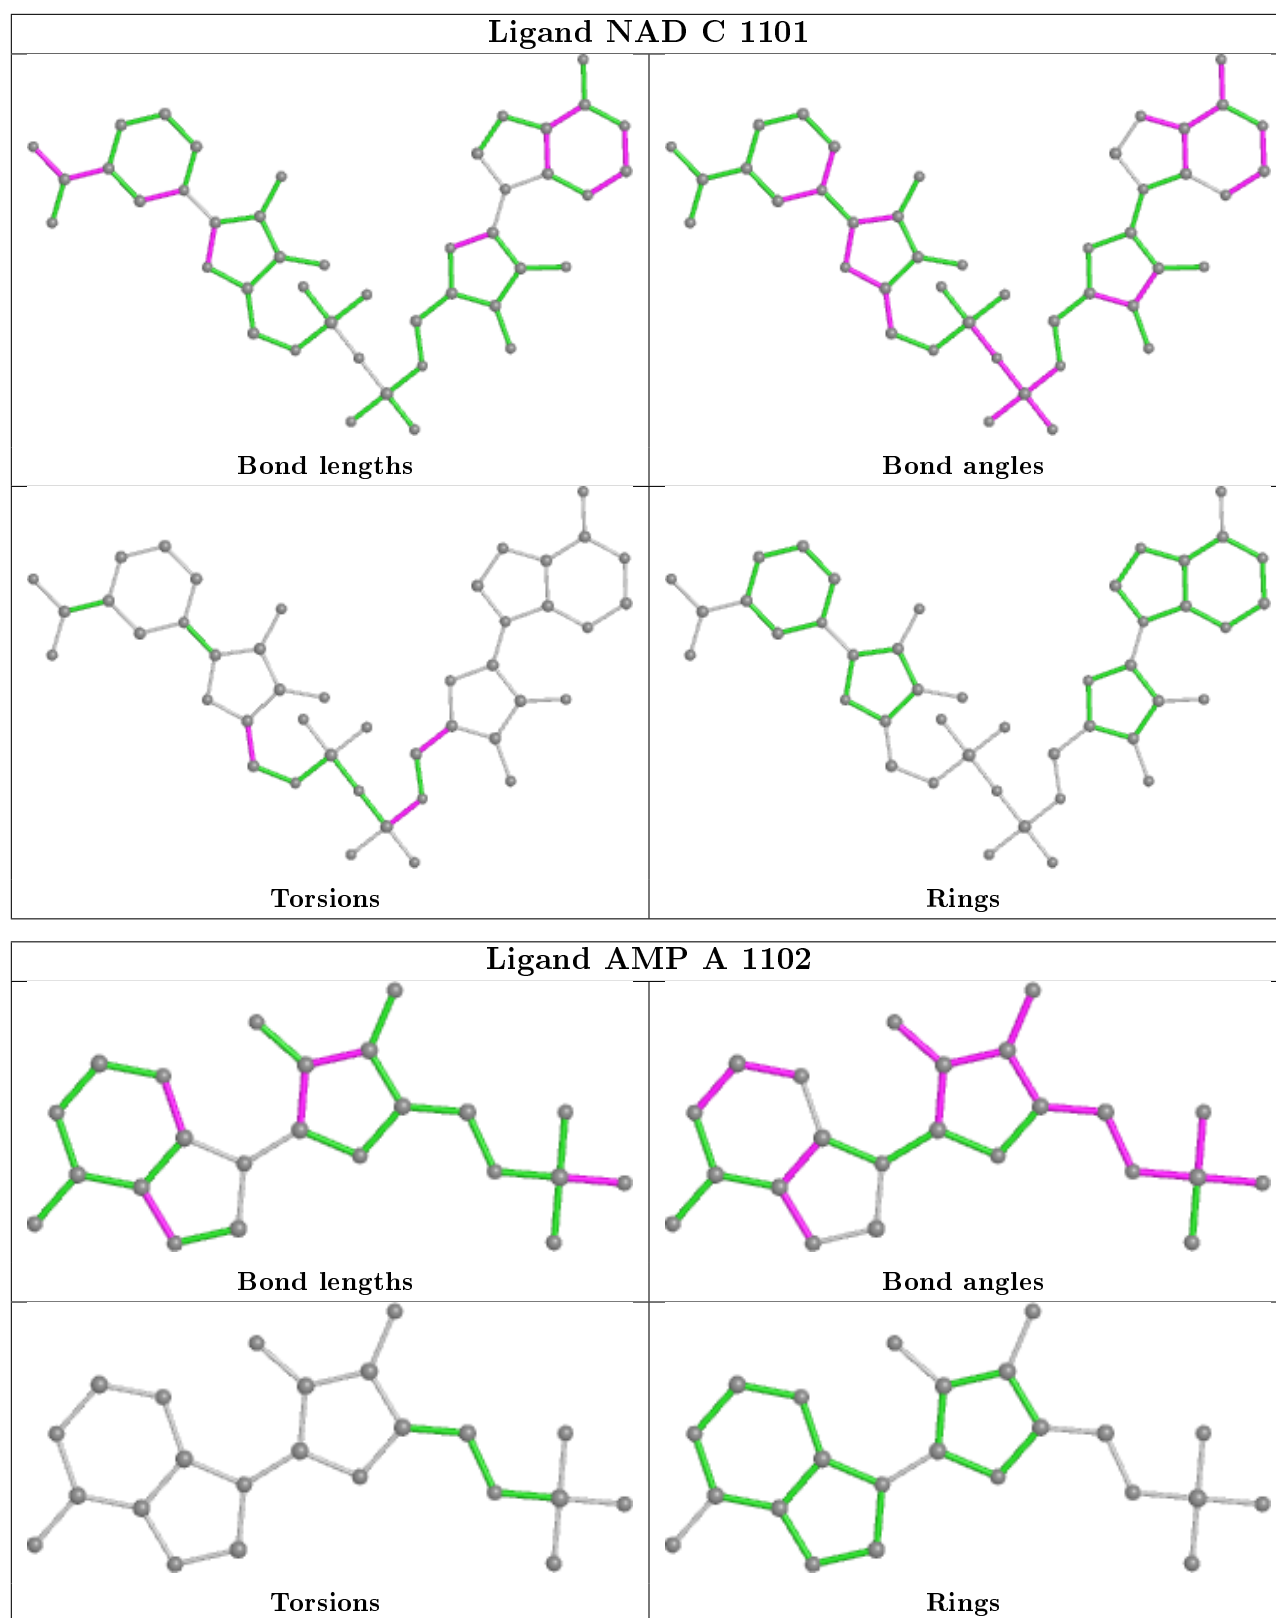 Ligand NAD C 1101
Bond lengths
Bond angles
Torsions
Rings
Ligand AMP A 1102
Bond lengths
Bond angles
Torsions
Rings